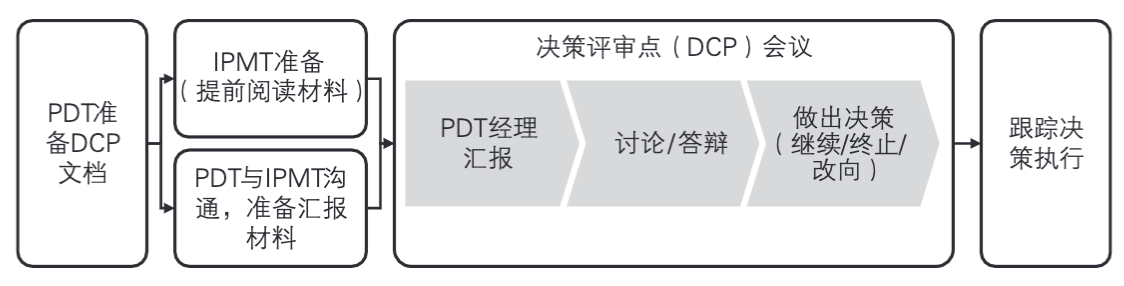 PDT准
备DCP
文档
IPMT准备
（提前阅读材料）
PDT与IPMT沟
通，准备汇报
材料
决策评审点（DCP）会议
PDT经理
汇报
讨论/答辩
做出决策
（继续/终止/
改向）
跟踪决
策执行